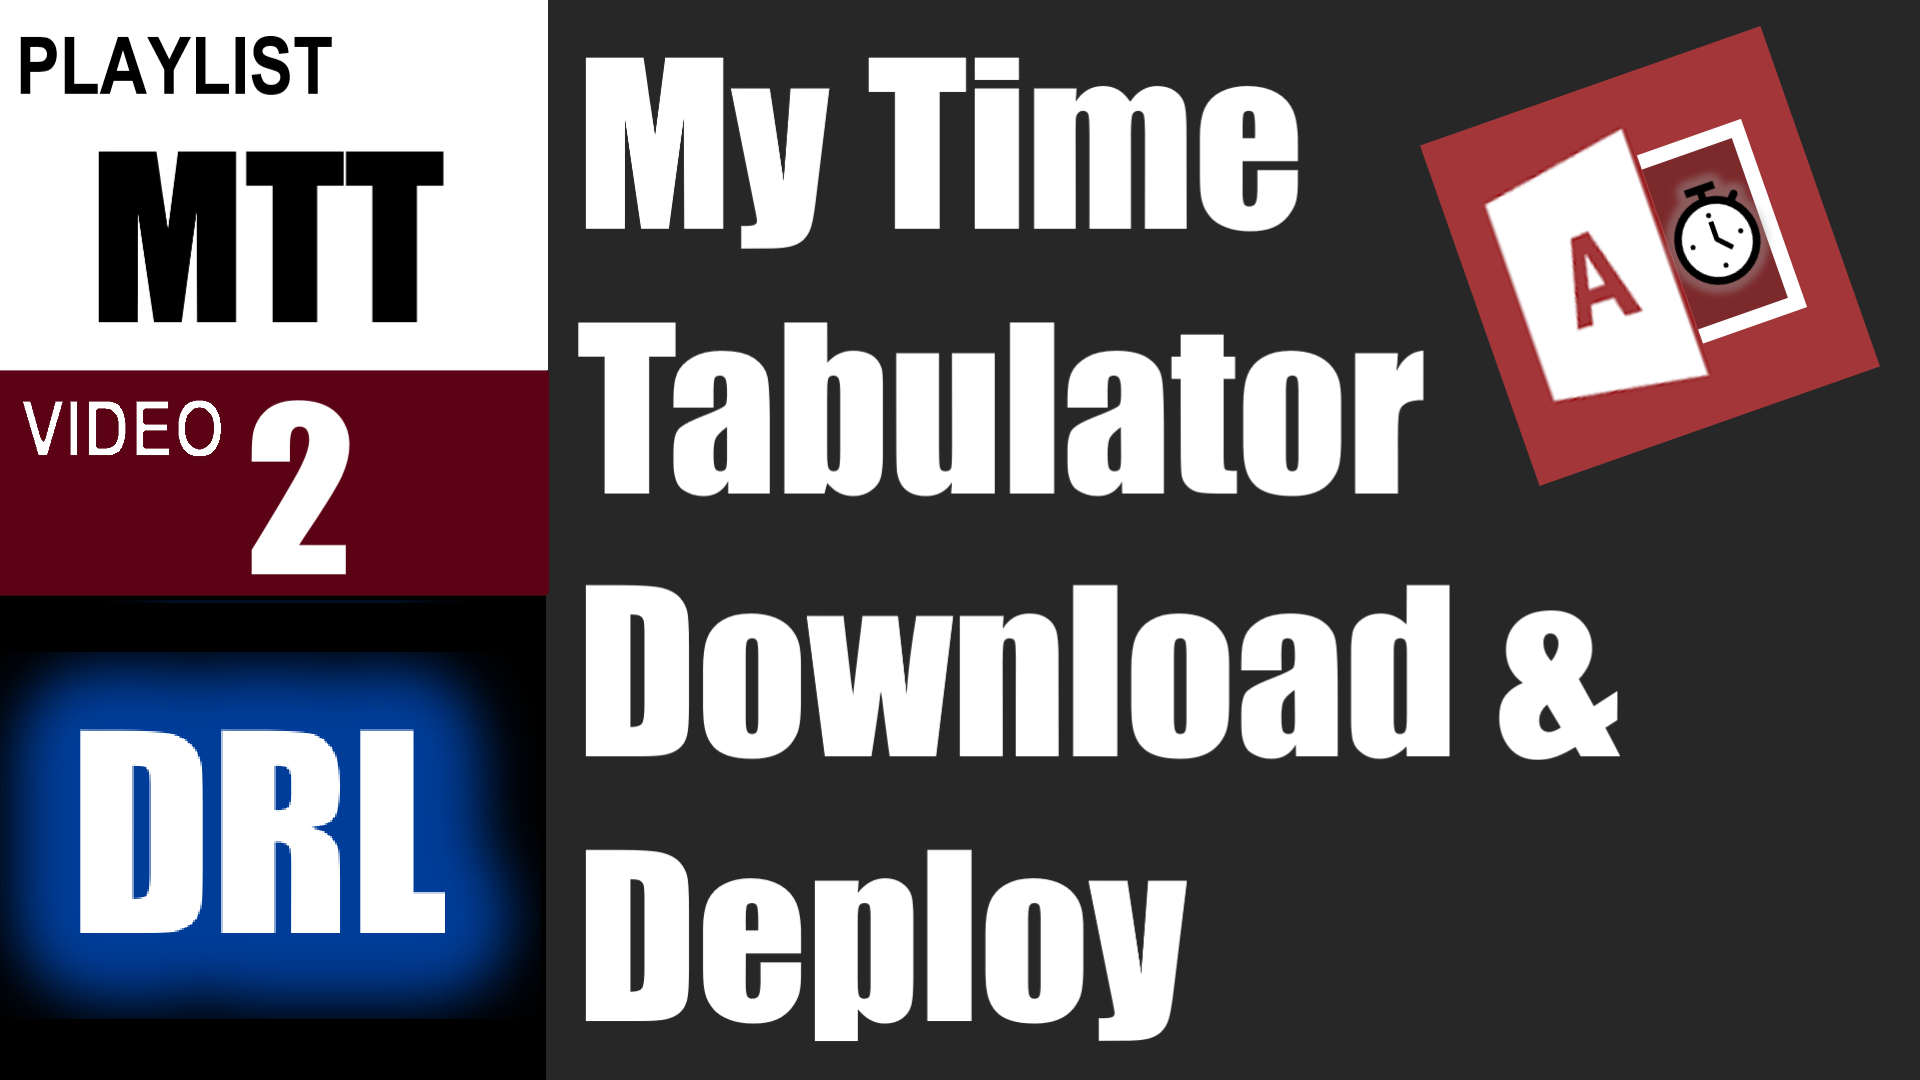 PLAYLIST
MTT
VIDEO 2
DRL
My Time
Tabulator
Download &
Deploy
A